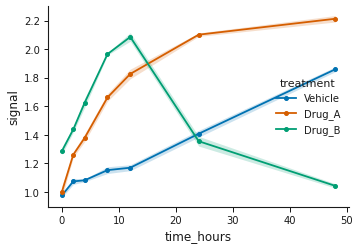 2.2
2.0
1.8
1.6
1.4
1.2
1.0
signal
treatment
Vehicle
Drug_A
Drug_B
0 10 20 30 40 50
time_hours